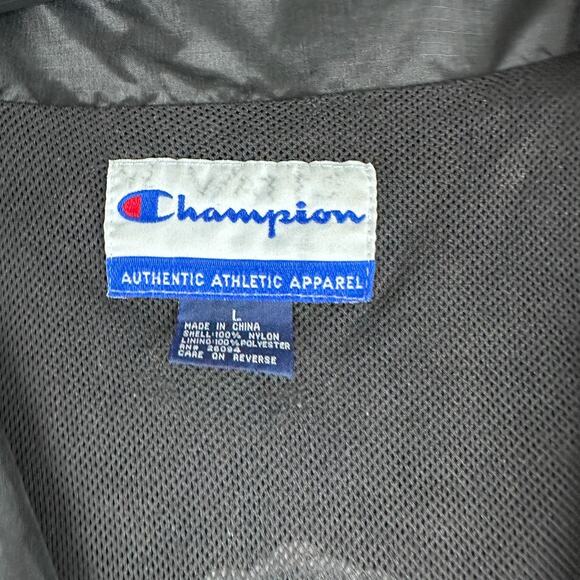 Champion
AUTHENTIC ATHLETIC APPAREL
L
MADE IN CHINA
SHELL:100% NYLON
LINING:100%POLYESTER
RN# 26094
CARE ON REVERSE